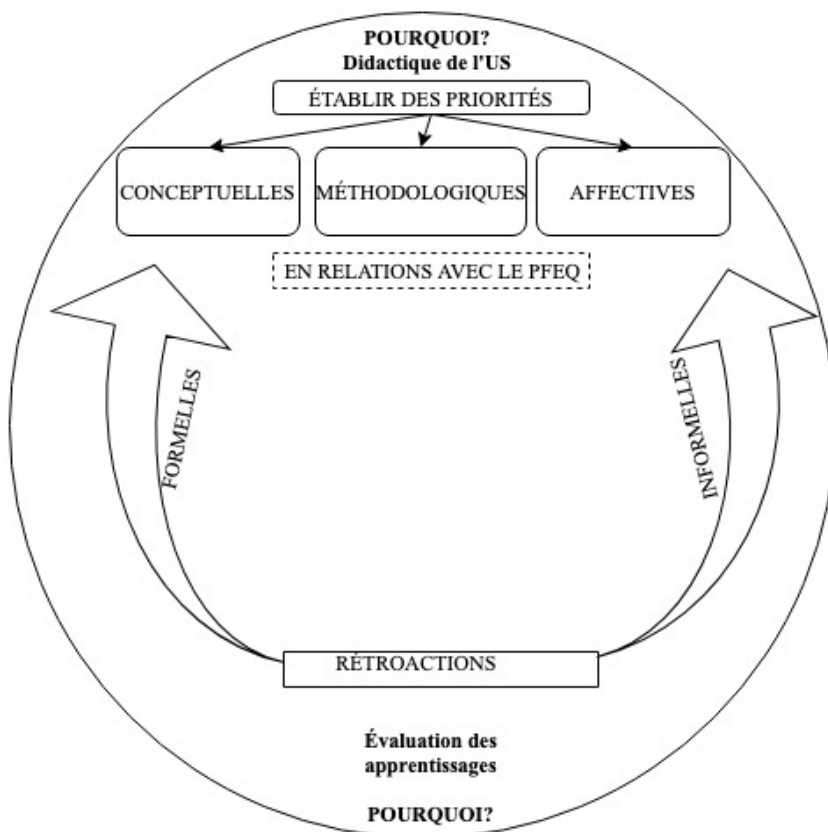 POURQUOI?
Didactique de l'US
ÉTABLIR DES PRIORITÉS
CONCEPTUELLES
MÉTHODOLOGIQUES
AFFECTIVES
EN RELATIONS AVEC LE PFEQ
FORMELLES
INFORMELLES
RÉTROACTIONS
Évaluation des
apprentissages
POURQUOI?